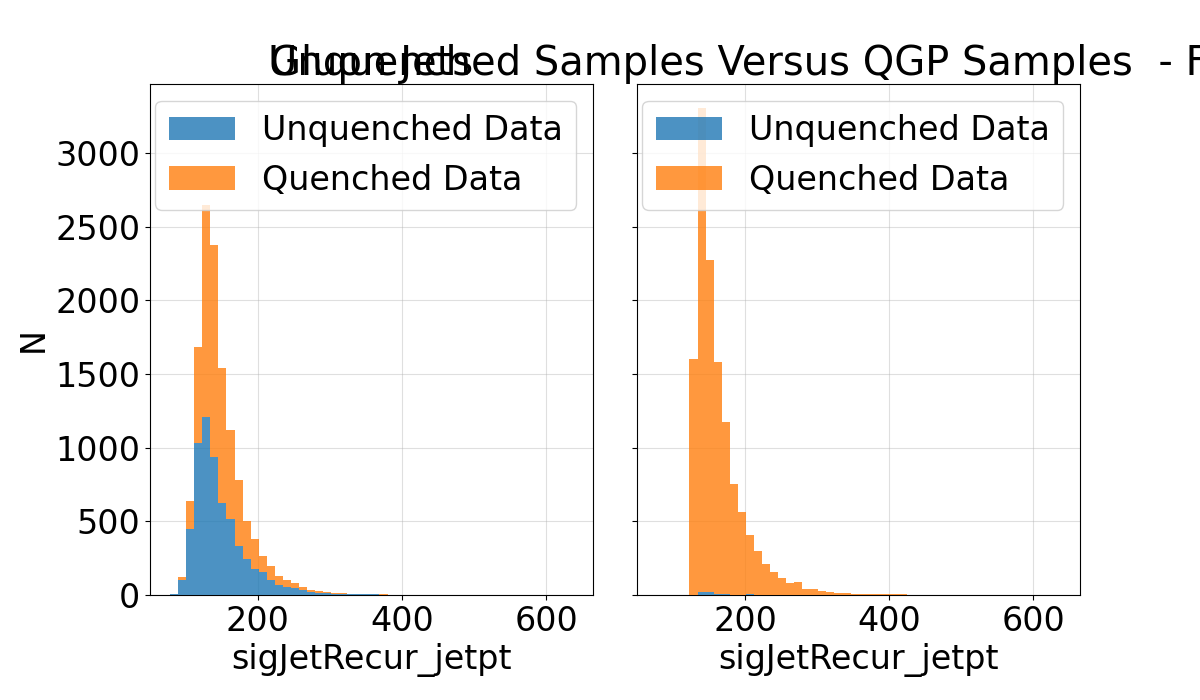 Gluon Jets
Unquenched Samples Versus QGP Samples - F
Unquenched Data
Quenched Data
Unquenched Data
Quenched Data
3000
2500
2000
1500
1000
500
0
N
200 400 600
200 400 600
sigJetRecur_jetpt
sigJetRecur_jetpt